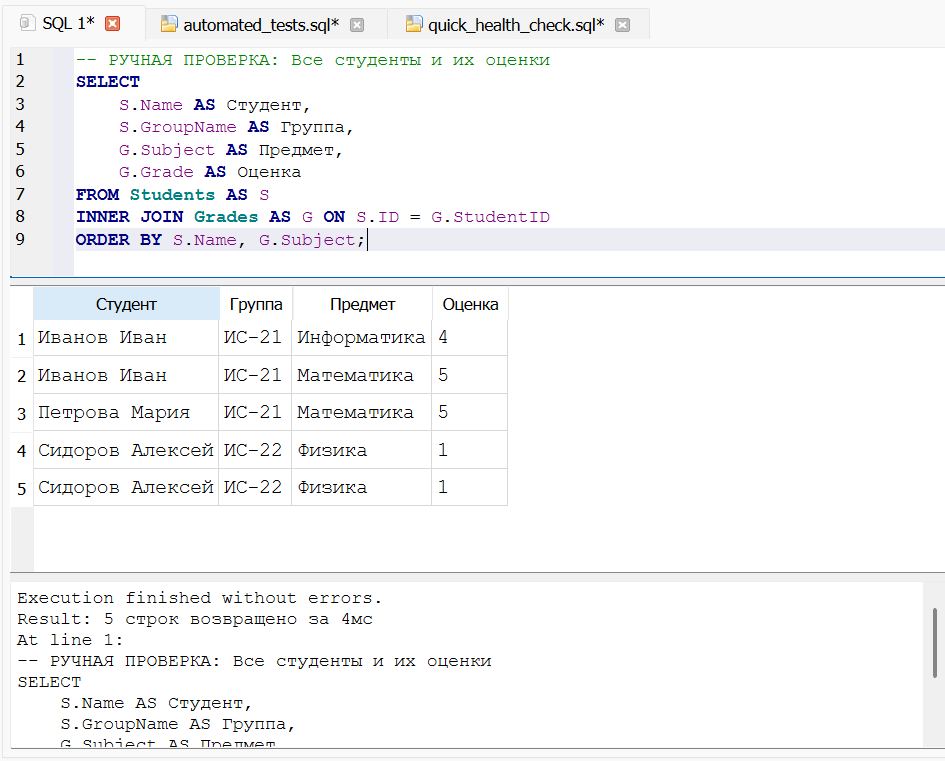 SQL 1* automated_tests.sql* quick_health_check.sql*
1 -- РУЧНАЯ ПРОВЕРКА: Все студенты и их оценки
2 SELECT
3 S.Name AS Студент,
4 S.GroupName AS Группа,
5 G.Subject AS Предмет,
6 G.Grade AS Оценка
7 FROM Students AS S
8 INNER JOIN Grades AS G ON S.ID = G.StudentID
9 ORDER BY S.Name, G.Subject;
Студент Группа Предмет Оценка
1 Иванов Иван ИС-21 Информатика 4
2 Иванов Иван ИС-21 Математика 5
3 Петрова Мария ИС-21 Математика 5
4 Сидоров Алексей ИС-22 Физика 1
5 Сидоров Алексей ИС-22 Физика 1
Execution finished without errors.
Result: 5 строк возвращено за 4мс
At line 1:
-- РУЧНАЯ ПРОВЕРКА: Все студенты и их оценки
SELECT
S.Name AS Студент,
S.GroupName AS Группа,
G.Subject AS Предмет